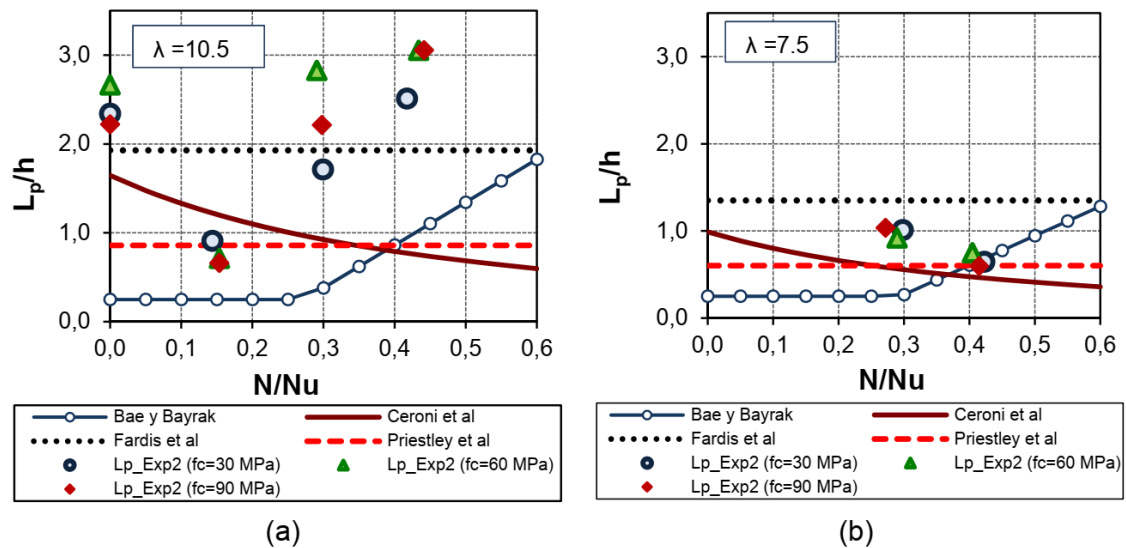 λ =10.5
3,0
2,0
1,0
0,0
Lp/h
0,0 0,1 0,2 0,3 0,4 0,5 0,6
N/Nu
Bae y Bayrak
Ceroni et al
Fardis et al
Priestley et al
Lp_Exp2 (fc=30 MPa)
Lp_Exp2 (fc=60 MPa)
Lp_Exp2 (fc=90 MPa)
(a)
λ =7.5
3,0
2,0
1,0
0,0
Lp/h
0,0 0,1 0,2 0,3 0,4 0,5 0,6
N/Nu
Bae y Bayrak
Ceroni et al
Fardis et al
Priestley et al
Lp_Exp2 (fc=30 MPa)
Lp_Exp2 (fc=60 MPa)
Lp_Exp2 (fc=90 MPa)
(b)